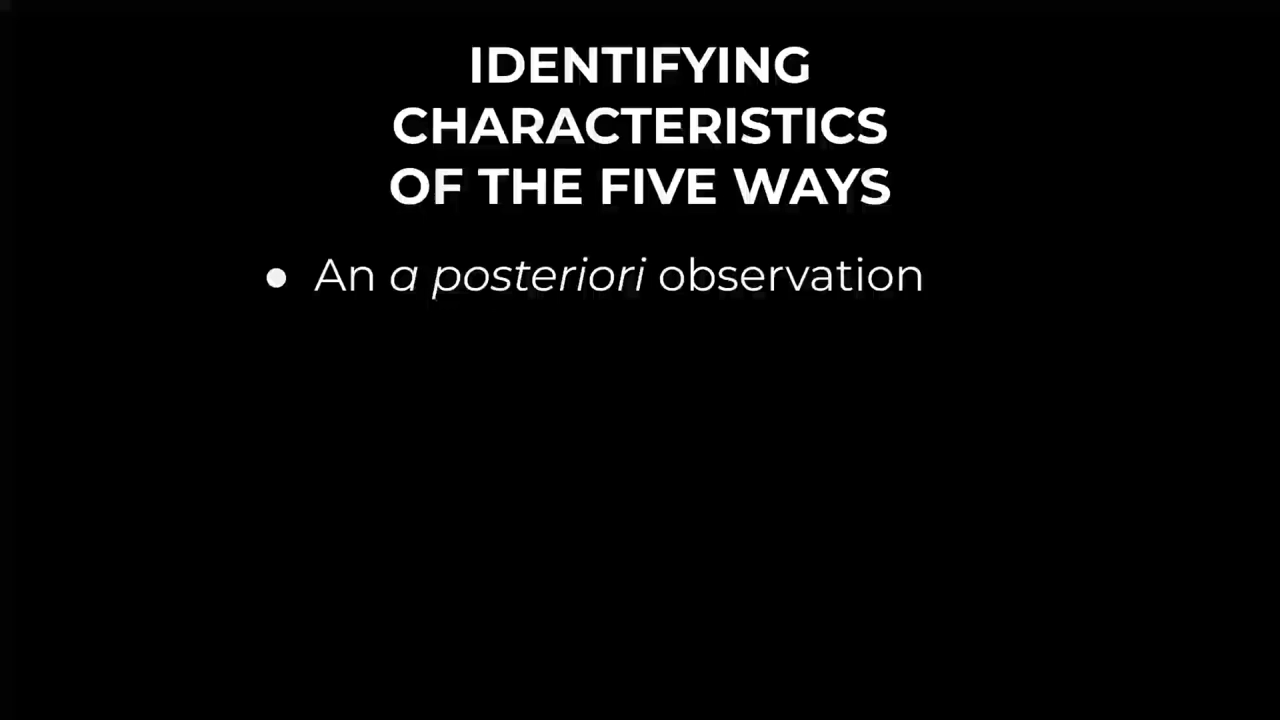 IDENTIFYING
CHARACTERISTICS
OF THE FIVE WAYS
● An a posteriori observation